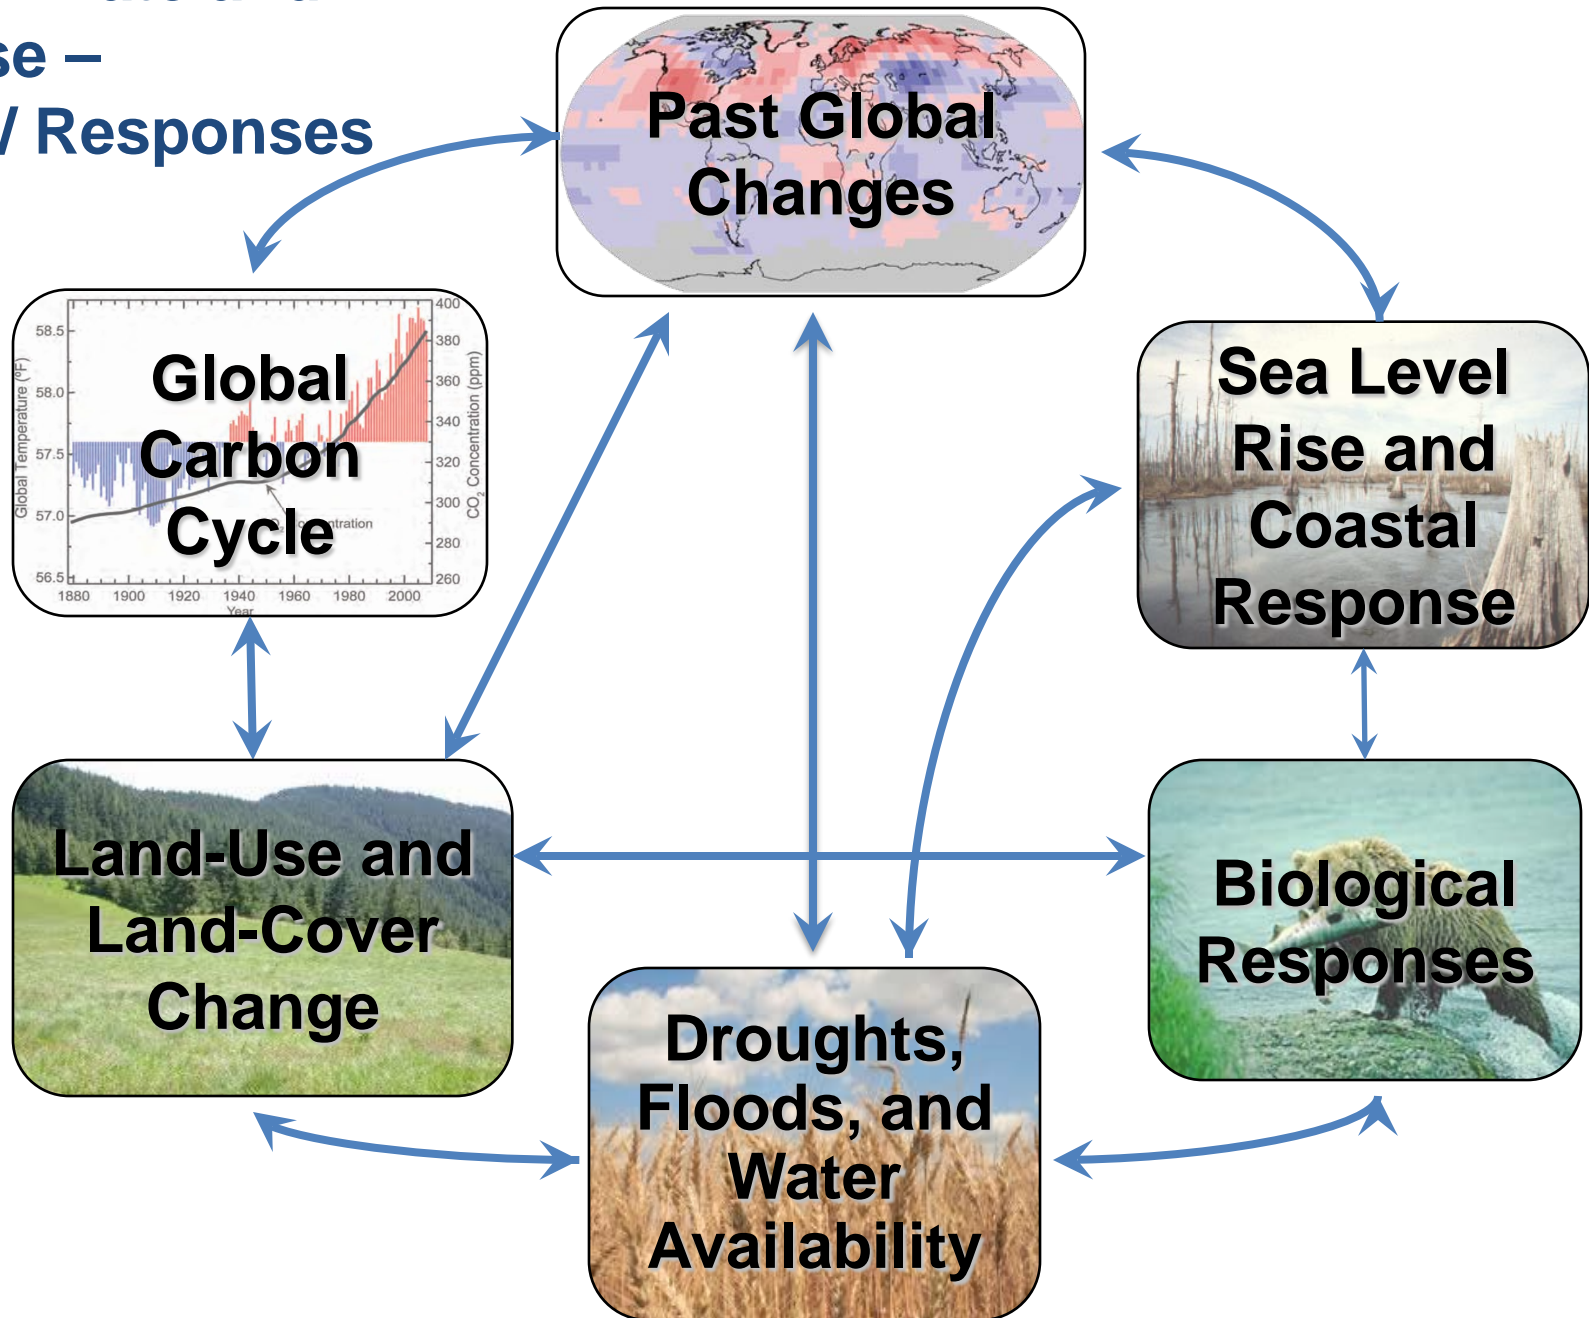 se –
/ Responses
Past Global
Changes
58.5
58.0
57.5
57.0
56.5
Global Temperature (°F)
400
380
360
340
320
300
280
260
CO2 Concentration (ppm)
Global
Carbon
Cycle
1880 1900 1920 1940 1960 1980 2000
Year
Sea Level
Rise and
Coastal
Response
Land-Use and
Land-Cover
Change
Biological
Responses
Droughts,
Floods, and
Water
Availability